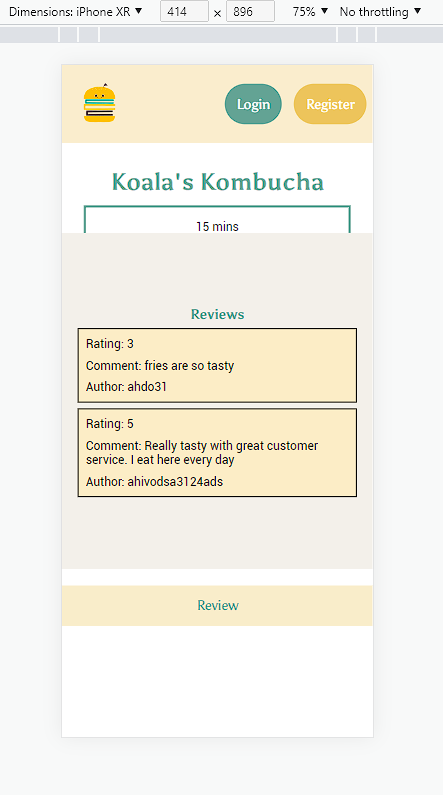 Dimensions: iPhone XR ▼ 414 × 896 75% ▼ No throttling ▼
Login Register
Koala's Kombucha
15 mins
Reviews
Rating: 3
Comment: fries are so tasty
Author: ahdo31
Rating: 5
Comment: Really tasty with great customer
service. I eat here every day
Author: ahivodsa3124ads
Review